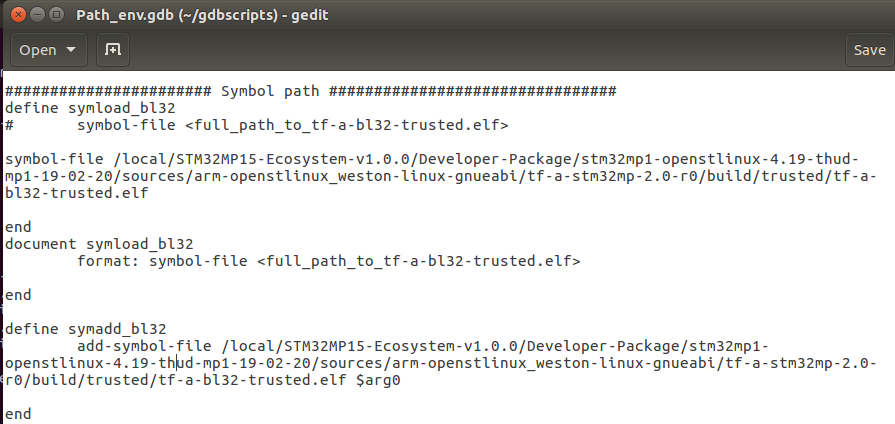 Path_env.gdb (~/gdbscripts) - gedit
Open
Save
####################### Symbol path ################################
define symload_bl32
#       symbol-file <full_path_to_tf-a-bl32-trusted.elf>
symbol-file /local/STM32MP15-Ecosystem-v1.0.0/Developer-Package/stm32mp1-openstlinux-4.19-thud-
mp1-19-02-20/sources/arm-openstlinux_weston-linux-gnueabi/tf-a-stm32mp-2.0-r0/build/trusted/tf-a-
bl32-trusted.elf
end
document symload_bl32
        format: symbol-file <full_path_to_tf-a-bl32-trusted.elf>
end
define symadd_bl32
        add-symbol-file /local/STM32MP15-Ecosystem-v1.0.0/Developer-Package/stm32mp1-
openstlinux-4.19-thud-mp1-19-02-20/sources/arm-openstlinux_weston-linux-gnueabi/tf-a-stm32mp-2.0-
r0/build/trusted/tf-a-bl32-trusted.elf $arg0
end